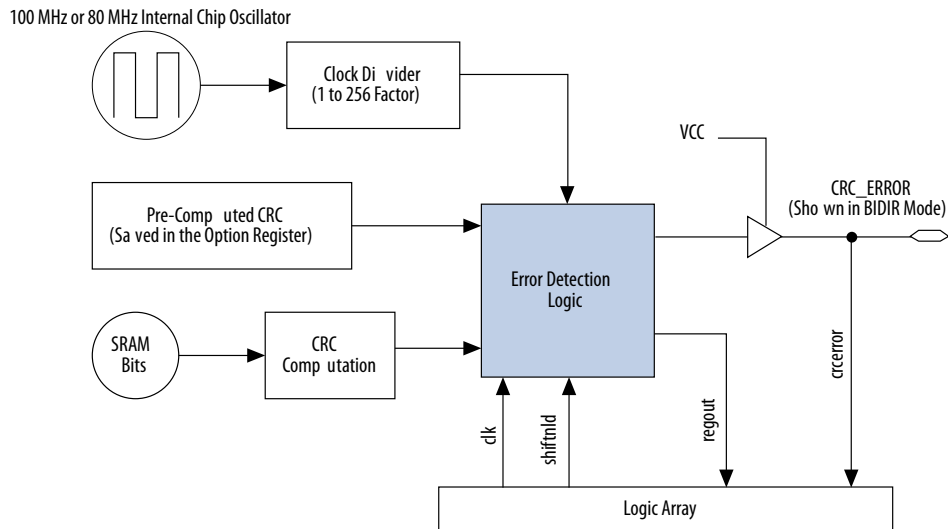 100 MHz or 80 MHz Internal Chip Oscillator
Clock Di vider
(1 to 256 Factor)
VCC
CRC_ERROR
(Sho wn in BIDIR Mode)
Pre-Comp uted CRC
(Sa ved in the Option Register)
Error Detection
Logic
SRAM
Bits
CRC
Comp utation
clk
shiftnld
regout
crcerror
Logic Array